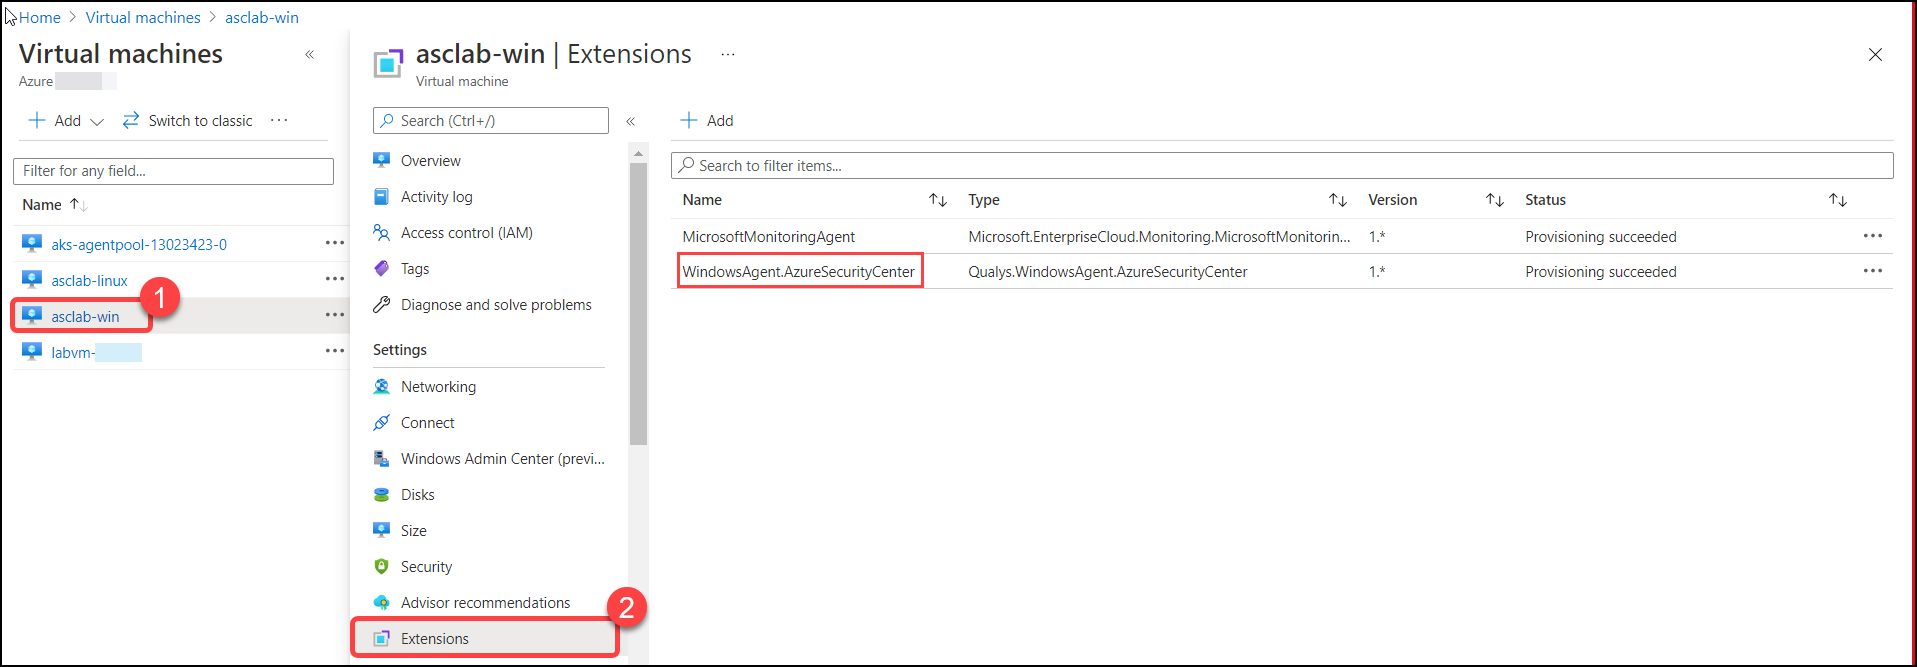 Home > Virtual machines > asclab-win
Virtual machines «
Azure
+ Add Switch to classic ...
Filter for any field...
Name ↑↓
aks-agentpool-13023423-0 ...
asclab-linux ...
1
asclab-win ...
labvm- ...
asclab-win | Extensions ...
Virtual machine
Search (Ctrl+/) «
Overview
Activity log
Access control (IAM)
Tags
Diagnose and solve problems
Settings
Networking
Connect
Windows Admin Center (previ...
Disks
Size
Security
Advisor recommendations
2
Extensions
+ Add
Search to filter items...
Name ↑↓ Type ↑↓ Version ↑↓ Status ↑↓
MicrosoftMonitoringAgent Microsoft.EnterpriseCloud.Monitoring.MicrosoftMonitorin... 1.* Provisioning succeeded ...
WindowsAgent.AzureSecurityCenter Qualys.WindowsAgent.AzureSecurityCenter 1.* Provisioning succeeded ...